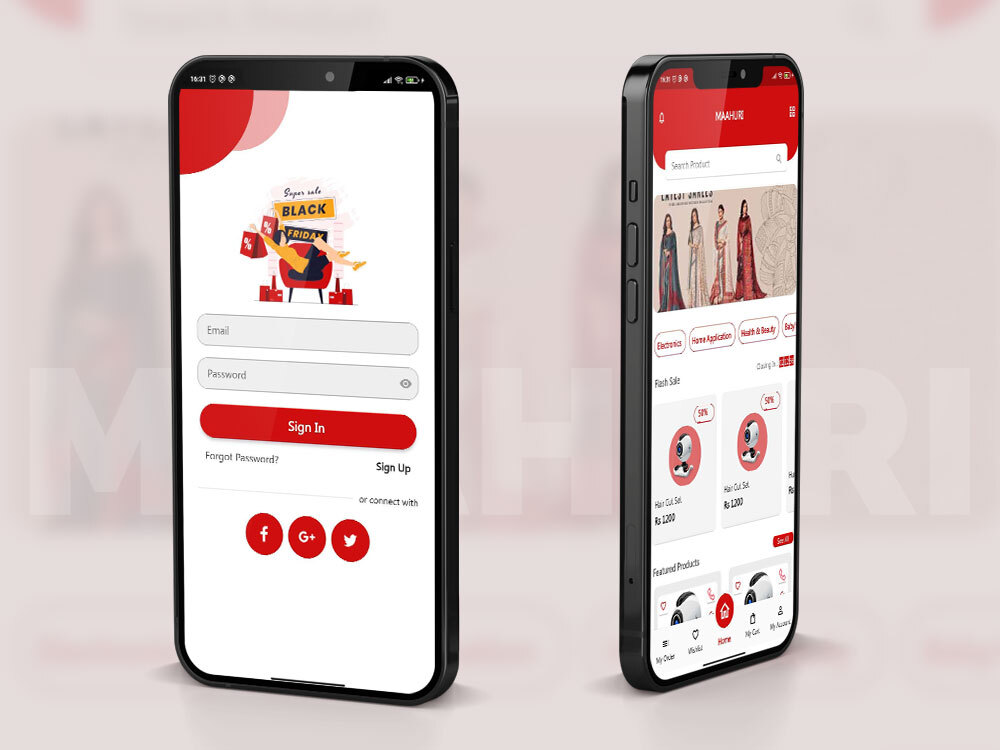 MAAHURI
16:31
Super sale
BLACK
FRIDAY
%
%
Email
Password
Sign In
Forgot Password?
Sign Up
or connect with
f
G+
16:31
MAAHURI
Search Product
LATEST SAREES
Electronics
Home Application
Health & Beauty
Baby
Flash Sale
Closing In :
50%
50%
Hair Cut Set
Rs 1200
Hair Cut Set
Rs 1200
See All
Featured Products
My Order
Wishlist
Home
My Cart
My Account